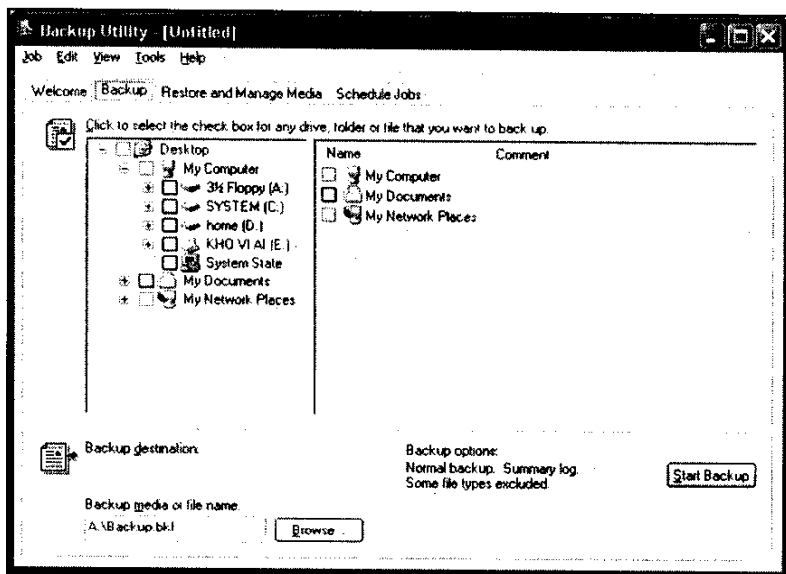 Backup Utility - [Untitled]
Job Edit View Tools Help
Welcome Backup Restore and Manage Media Schedule Jobs
Click to select the check box for any drive, folder or file that you want to back up.
Desktop
My Computer
3½ Floppy (A:)
SYSTEM (C:)
home (D:)
KHO VI AI (E:)
System State
My Documents
My Network Places
Name Comment
My Computer
My Documents
My Network Places
Backup destination:
Backup media or file name:
A:\Backup.bkf
Browse...
Backup options:
Normal backup. Summary log.
Some file types excluded.
Start Backup